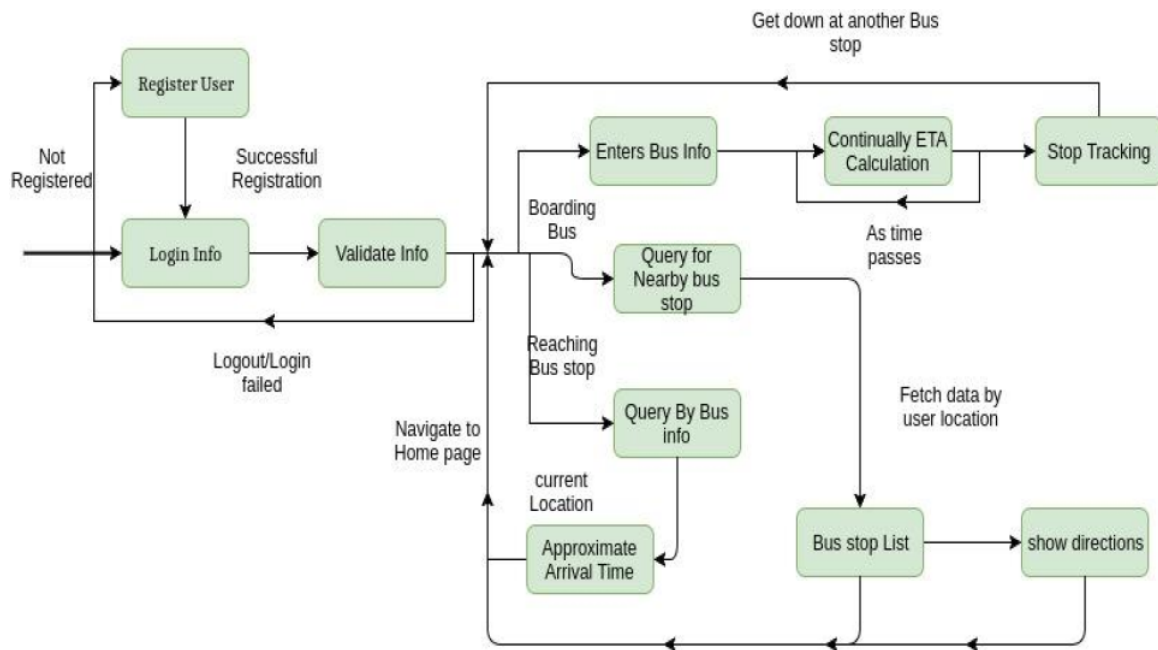 Get down at another Bus
stop
Register User
Not
Registered
Successful
Registration
Enters Bus Info
Continually ETA
Calculation
Stop Tracking
Login Info
Validate Info
Boarding
Bus
As time
passes
Query for
Nearby bus
stop
Logout/Login
failed
Reaching
Bus stop
Query By Bus
info
Fetch data by
user location
Navigate to
Home page
current
Location
Approximate
Arrival Time
Bus stop List
show directions